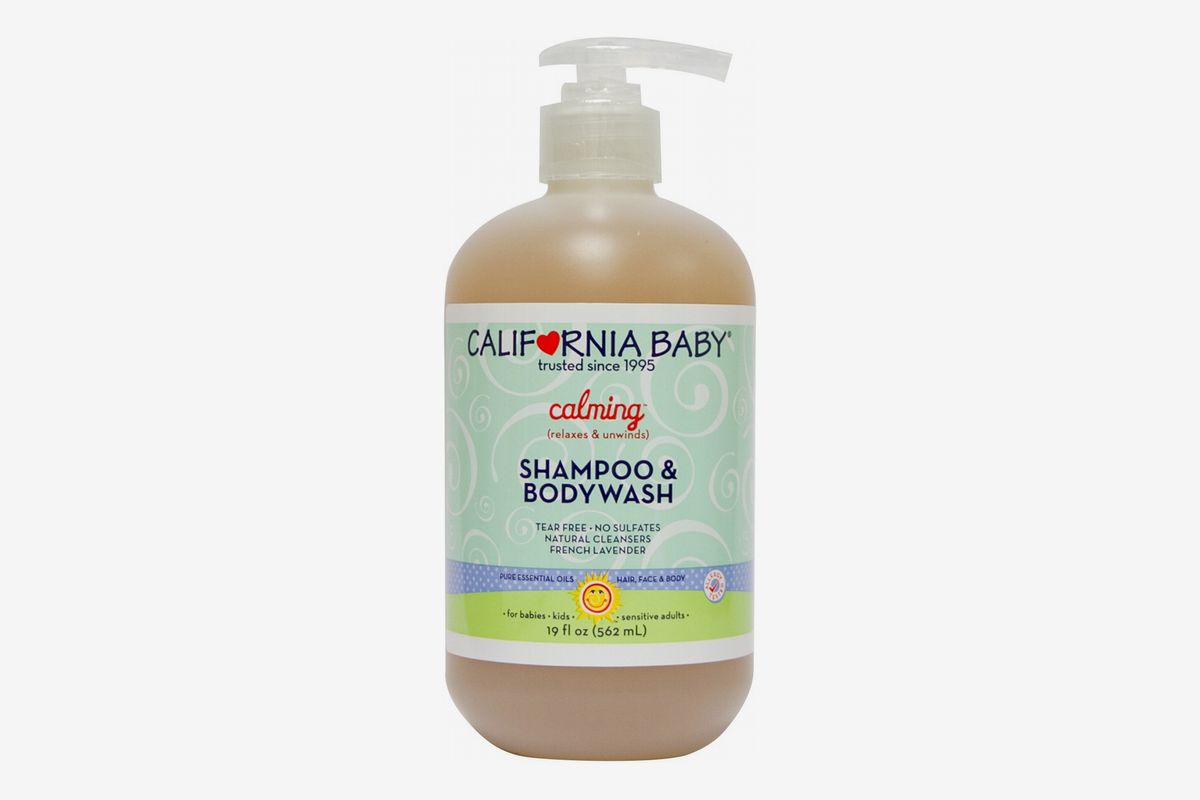 CALIFORNIA BABY®
trusted since 1995
calming™
(relaxes & unwinds)
SHAMPOO &
BODYWASH
TEAR FREE • NO SULFATES
NATURAL CLEANSERS
FRENCH LAVENDER
PURE ESSENTIAL OILS HAIR, FACE & BODY
• for babies • kids • • sensitive adults •
19 fl oz (562 mL)